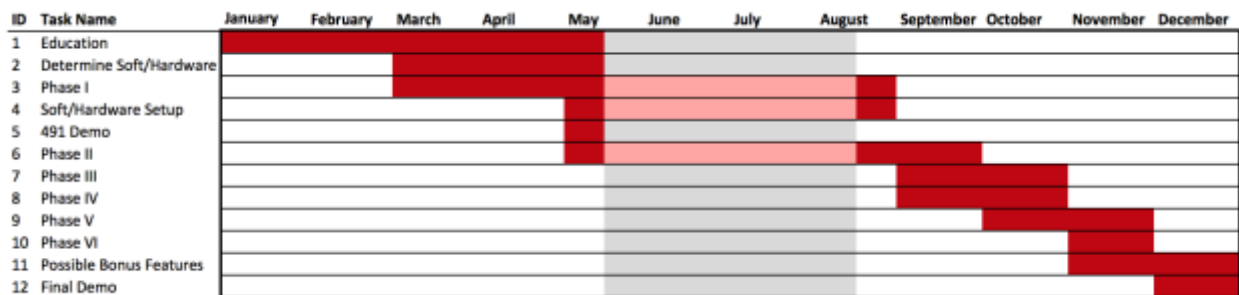 ID Task Name January February March April May June July August September October November December
1 Education
2 Determine Soft/Hardware
3 Phase I
4 Soft/Hardware Setup
5 491 Demo
6 Phase II
7 Phase III
8 Phase IV
9 Phase V
10 Phase VI
11 Possible Bonus Features
12 Final Demo